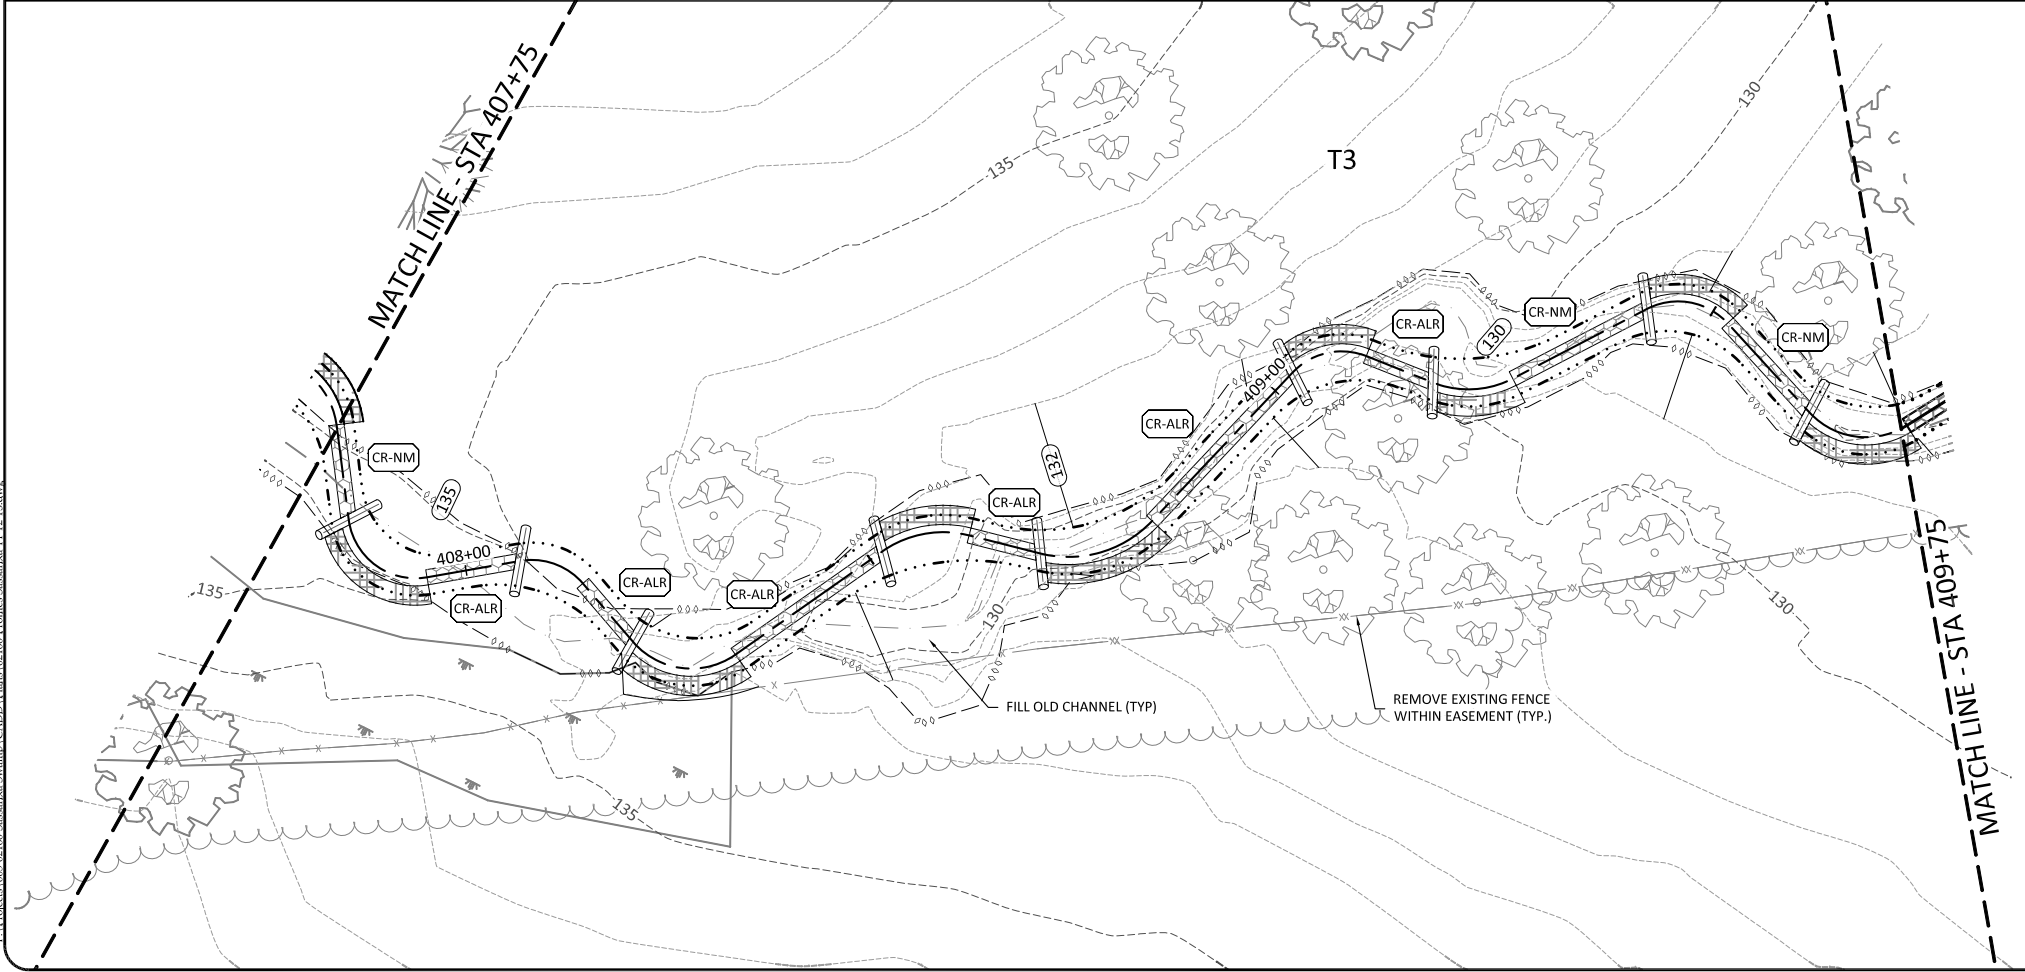 MATCH LINE - STA 407+75
135
130
T3
CR-NM
CR-ALR
130
CR-NM
CR-NM
409+00
CR-ALR
CR-NM
132
135
CR-ALR
408+00
CR-ALR
CR-ALR
CR-ALR
135
130
130
MATCH LINE - STA 409+75
FILL OLD CHANNEL (TYP)
REMOVE EXISTING FENCE
WITHIN EASEMENT (TYP.)
135